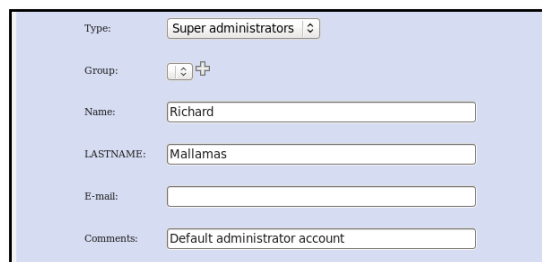 Type: Super administrators
Group:
Name: Richard
LASTNAME: Mallamas
E-mail:
Comments: Default administrator account